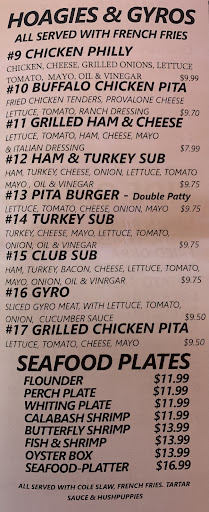 HOAGIES & GYROS
ALL SERVED WITH FRENCH FRIES
#9 CHICKEN PHILLY
CHICKEN, CHEESE, GRILLED ONIONS, LETTUCE
TOMATO, MAYO, OIL & VINEGAR $9.99
#10 BUFFALO CHICKEN PITA
FRIED CHICKEN TENDERS, PROVALONE CHEESE
LETTUCE, TOMATO, RANCH DRESSING $9.70
#11 GRILLED HAM & CHEESE
LETTUCE, TOMATO, HAM, CHEESE, MAYO
& ITALIAN DRESSING $7.99
#12 HAM & TURKEY SUB
HAM, TURKEY, CHEESE, ONION, LETTUCE, TOMATO
MAYO , OIL & VINEGAR $9.75
#13 PITA BURGER - Double Patty
LETTUCE, TOMATO, CHEESE, ONION, MAYO $9.75
#14 TURKEY SUB
TURKEY, CHEESE, MAYO, LETTUCE, TOMATO,
ONION, OIL & VINRGAR $9.75
#15 CLUB SUB
HAM, TURKEY, BACON, CHEESE, LETTUCE, TOMATO,
MAYO, ONION, OIL & VINEGAR $9.75
#16 GYRO
SLICED GYRO MEAT, WITH LETTUCE, TOMATO,
ONION, CUCUMBER SAUCE $9.50
#17 GRILLED CHICKEN PITA
LETTUCE, TOMATO, CHEESE, MAYO $9.50
SEAFOOD PLATES
FLOUNDER $11.99
PERCH PLATE $11.99
WHITING PLATE $11.99
CALABASH SHRIMP $11.99
BUTTERFLY SHRIMP $13.99
FISH & SHRIMP $13.99
OYSTER BOX $13.99
SEAFOOD-PLATTER $16.99
ALL SERVED WITH COLE SLAW, FRENCH FRIES. TARTAR
SAUCE & HUSHPUPPIES